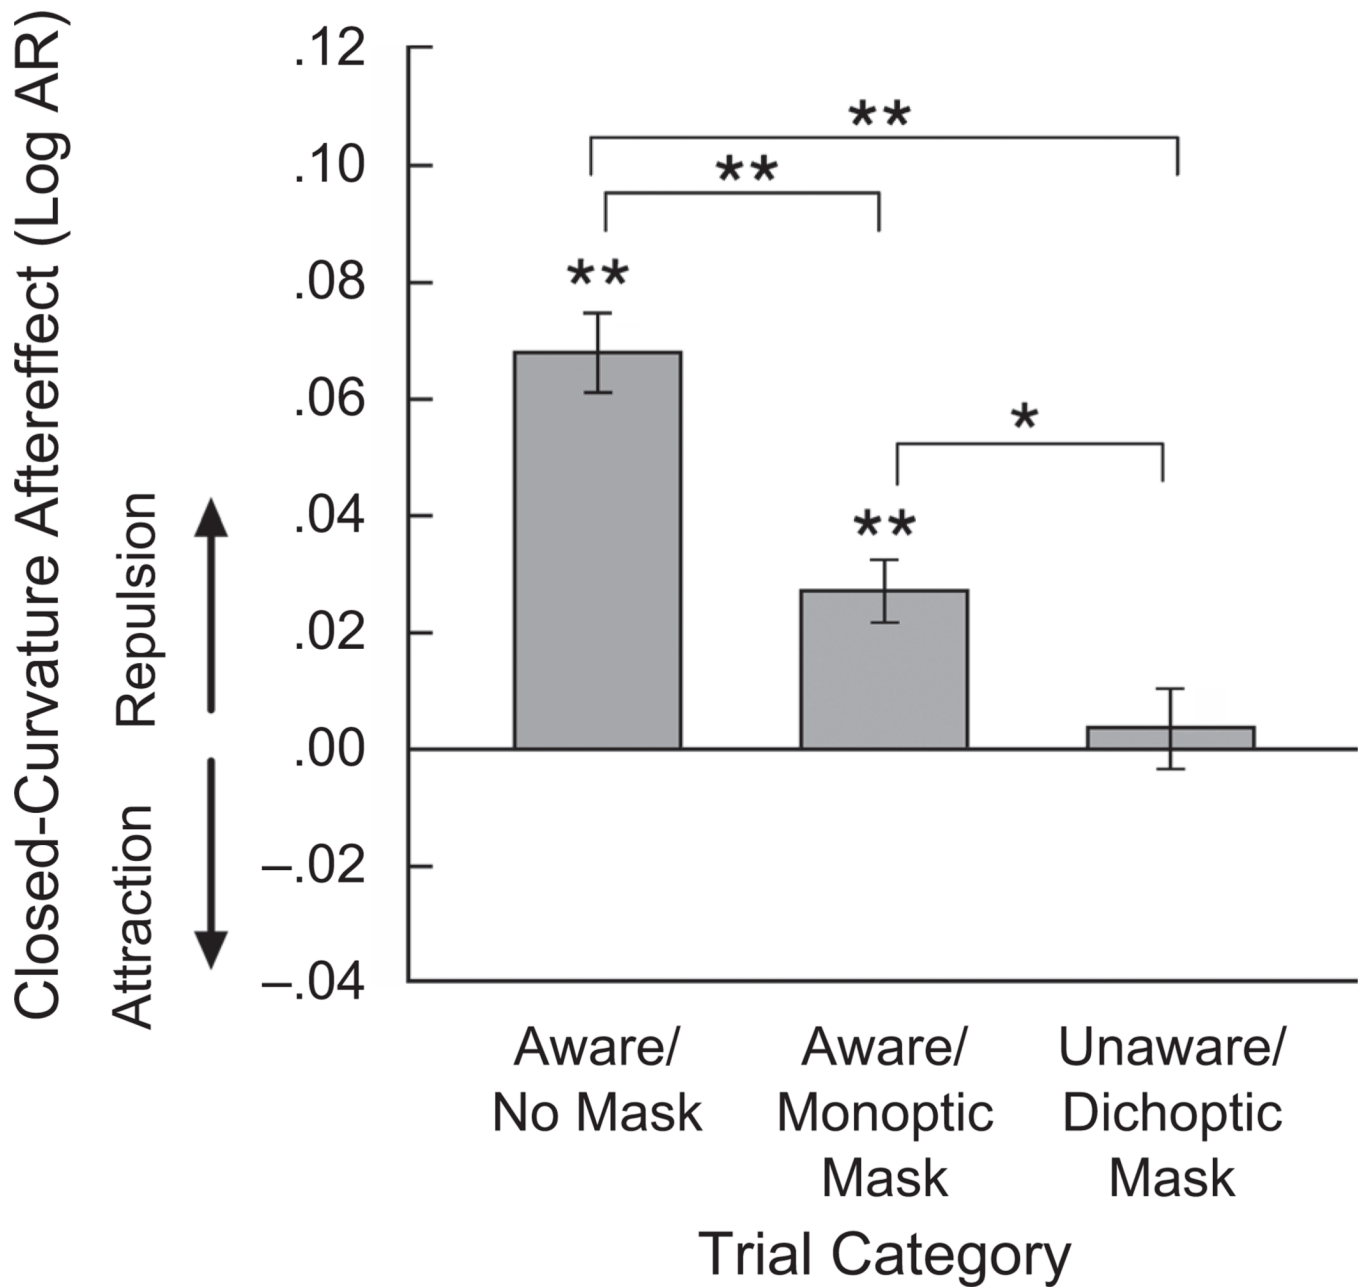 Closed-Curvature Aftereffect (Log AR)
Repulsion
Attraction
.12
.10
.08
.06
.04
.02
.00
–.02
–.04
**
**
**
*
**
Aware/
No Mask
Aware/
Monoptic
Mask
Unaware/
Dichoptic
Mask
Trial Category